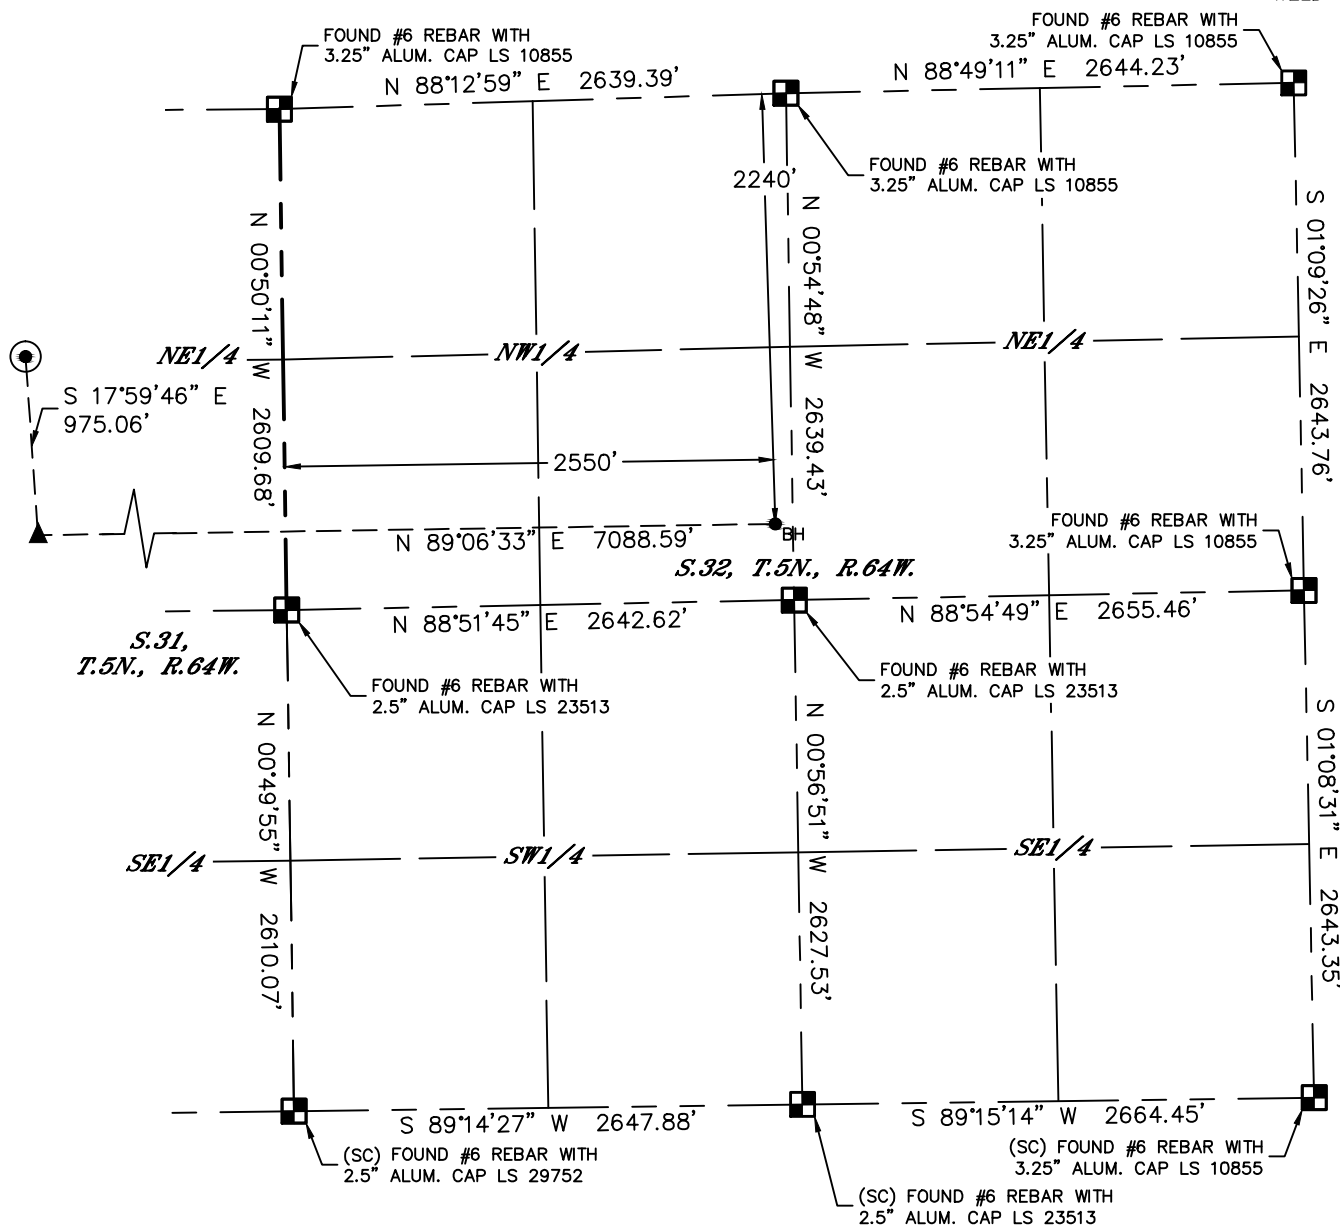 FOUND #6 REBAR WITH
3.25" ALUM. CAP LS 10855
FOUND #6 REBAR WITH
3.25" ALUM. CAP LS 10855
N 88°12'59" E 2639.39'
N 88°49'11" E 2644.23'
FOUND #6 REBAR WITH
3.25" ALUM. CAP LS 10855
2240'
N 00°50'11" W 2609.68'
N 00°54'48" W 2639.43'
S 01°09'26" E 2643.76'
NE1/4
NW1/4
NE1/4
S 17°59'46" E
975.06'
2550'
N 89°06'33" E 7088.59'
BH
FOUND #6 REBAR WITH
3.25" ALUM. CAP LS 10855
S.32, T.5N., R.64W.
N 88°51'45" E 2642.62'
N 88°54'49" E 2655.46'
S.31,
T.5N., R.64W.
FOUND #6 REBAR WITH
2.5" ALUM. CAP LS 23513
FOUND #6 REBAR WITH
2.5" ALUM. CAP LS 23513
N 00°49'55" W 2610.07'
N 00°56'51" W 2627.53'
S 01°08'31" E 2643.35'
SE1/4
SW1/4
SE1/4
S 89°14'27" W 2647.88'
S 89°15'14" W 2664.45'
(SC) FOUND #6 REBAR WITH
2.5" ALUM. CAP LS 29752
(SC) FOUND #6 REBAR WITH
3.25" ALUM. CAP LS 10855
(SC) FOUND #6 REBAR WITH
2.5" ALUM. CAP LS 23513